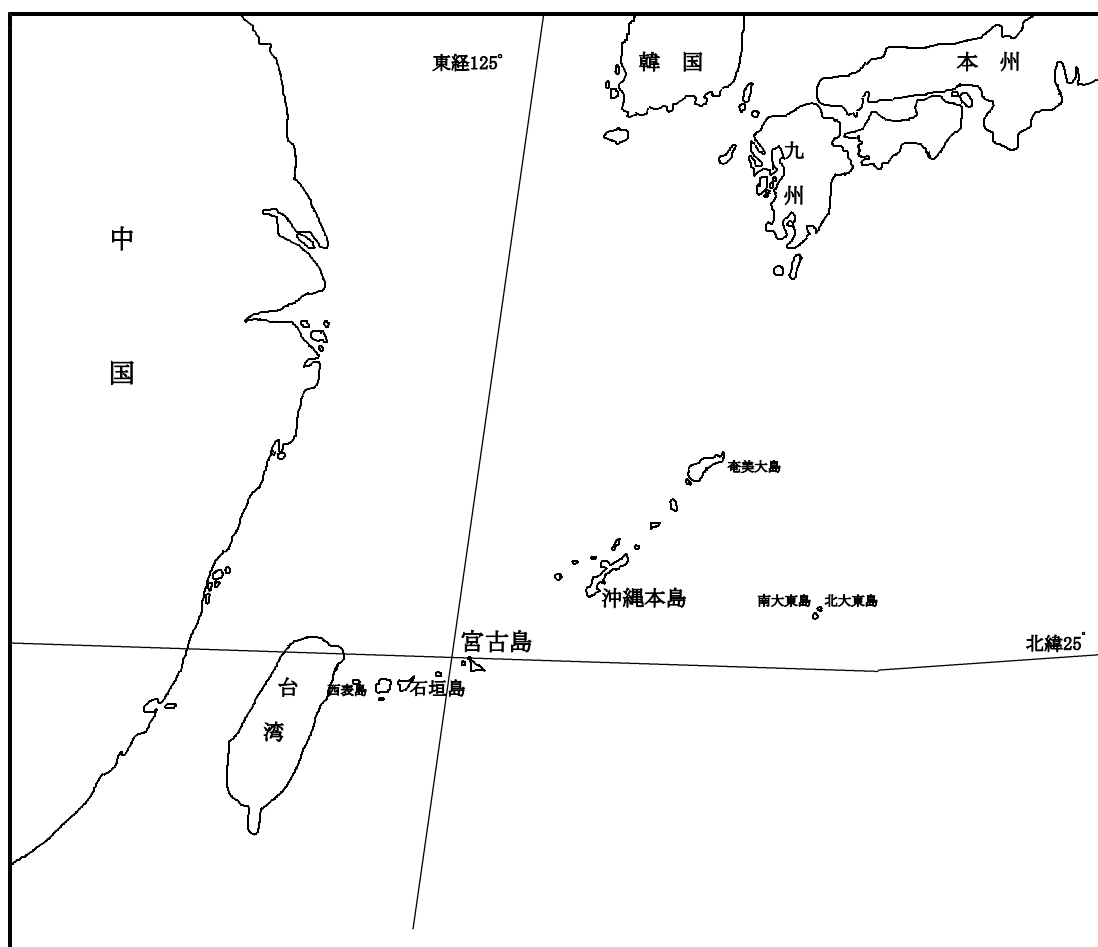 東経125°
韓国
本州
九州
中国
奄美大島
沖縄本島
南大東島
北大東島
宮古島
北緯25°
台湾
西表島
石垣島